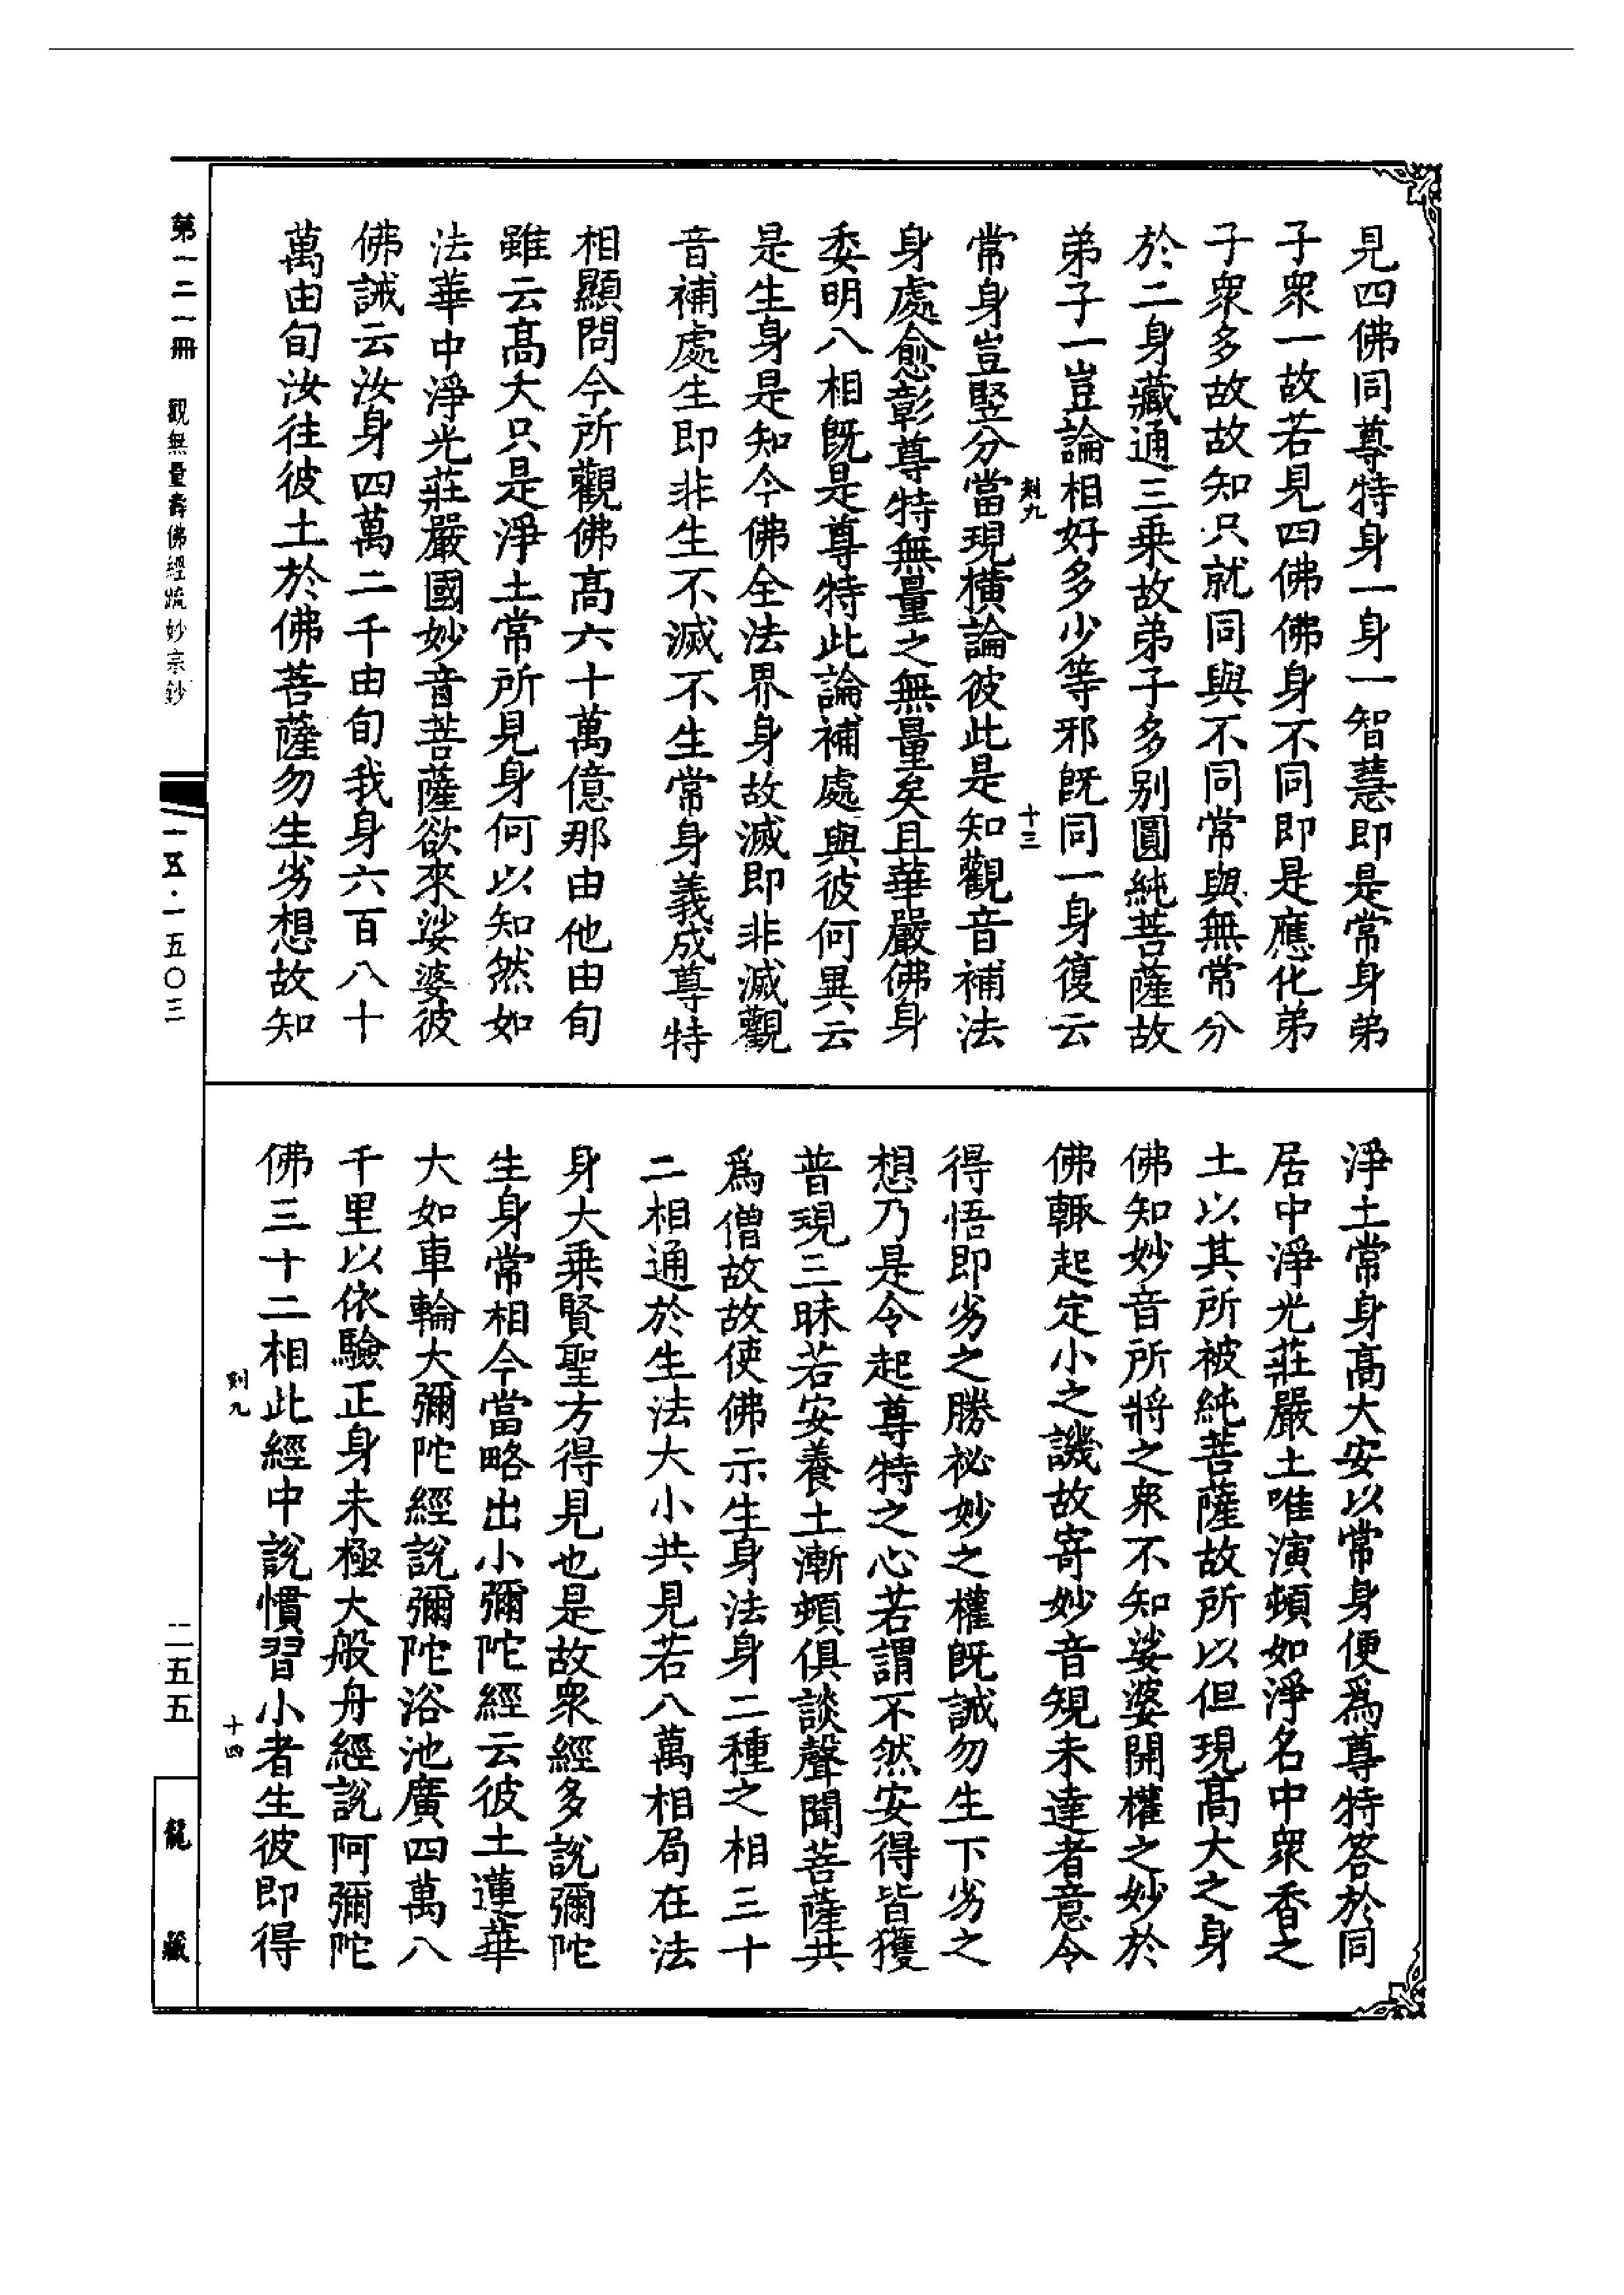 見四佛同尊特身一身一智慧即是常身弟
子衆一故若見四佛佛身不同即是應化弟
子衆多故故知只就同與不同常與無常分
於二身藏通三乘故弟子多别圓純菩薩故
弟子一豈論相好多少等邪旣同一身復云
刿九 十三
常身豈竪分當現橫論彼此是知觀音補法
身處愈彰尊特無量之無量矣且華嚴佛身
委明八相旣是尊特此論補處與彼何異云
是生身是知今佛全法界身故滅即非滅觀
音補處生即非生不滅不生常身義成尊特
相顯問今所觀佛高六十萬億那由他由旬
雖云高大只是淨土常所見身何以知然如
法華中淨光莊嚴國妙音菩薩欲來娑婆彼
佛誡云汝身四萬二千由旬我身六百八十
萬由旬汝往彼土於佛菩薩勿生劣想故知
淨土常身高大安以常身便爲尊特答於同
居中淨光莊嚴土唯演頓如淨名中衆香之
土以其所被純菩薩故所以但現高大之身
佛知妙音所將之衆不知娑婆開權之妙於
佛輒起定小之譏故寄妙音規未達者意令
得悟即劣之勝祕妙之權旣誡勿生下劣之
想乃是令起尊特之心若謂不然安得皆獲
普現三昧若安養土漸頓俱談聲聞菩薩共
爲僧故故使佛示生身法身二種之相三十
二相通於生法大小共見若八萬相局在法
身大乘賢聖方得見也是故衆經多說彌陀
生身常相今當略出小彌陀經云彼土蓮華
大如車輪大彌陀經說彌陀浴池廣四萬八
千里以依驗正身未極大般舟經說阿彌陀
佛三十二相此經中說慣習小者生彼即得
刿九 十四
第一二一冊 觀無量壽佛經疏妙宗鈔
一五·一五〇三
二五五
龍藏